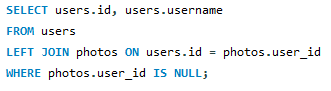 SELECT users.id, users.username
FROM users
LEFT JOIN photos ON users.id = photos.user_id
WHERE photos.user_id IS NULL;